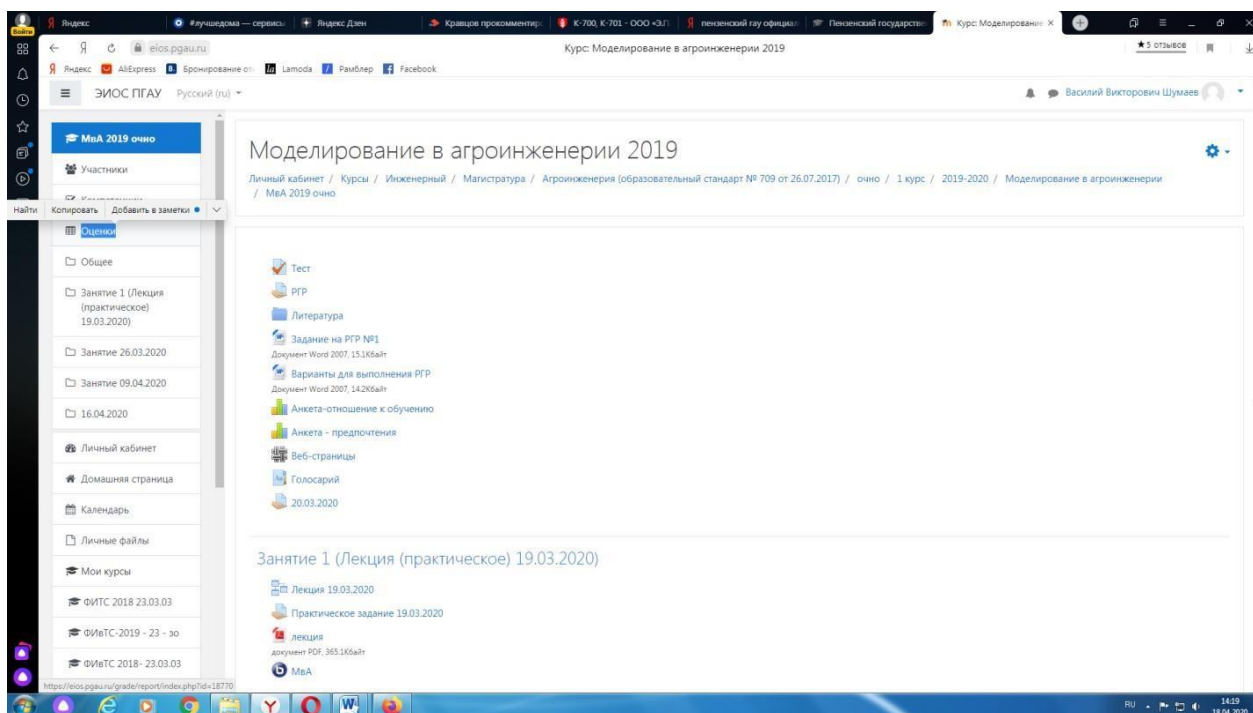 Войти
Яндекс
#лучшедома — сервисы
Яндекс Дзен
Кравцов прокомментир
К-700, К-701 - ООО «ЭЛ
пензенский гау официал
Пензенский государстве
Курс: Моделирование
eios.pgau.ru
Курс: Моделирование в агроинженерии 2019
★ 5 отзывов
Яндекс
AliExpress
Бронирование от
Lamoda
Рамблер
Facebook
ЭИОС ПГАУ
Русский (ru)
Василий Викторович Шумаев
МвА 2019 очно
Участники
Найти
Копировать
Добавить в заметки
Оценки
Общее
Занятие 1 (Лекция
(практическое)
19.03.2020)
Занятие 26.03.2020
Занятие 09.04.2020
16.04.2020
Личный кабинет
Домашняя страница
Календарь
Личные файлы
Мои курсы
ФИТС 2018 23.03.03
ФИвТС-2019 - 23 - зо
ФИвТС 2018- 23.03.03
https://eios.pgau.ru/grade/report/index.php?id=18770
Моделирование в агроинженерии 2019
Личный кабинет / Курсы / Инженерный / Магистратура / Агроинженерия (образовательный стандарт № 709 от 26.07.2017) / очно / 1 курс / 2019-2020 / Моделирование в агроинженерии
/ МвА 2019 очно
Тест
РГР
Литература
Задание на РГР №1
Документ Word 2007, 15.1Кбайт
Варианты для выполнения РГР
Документ Word 2007, 14.2Кбайт
Анкета-отношение к обучению
Анкета - предпочтения
Веб-страницы
Голосарий
20.03.2020
Занятие 1 (Лекция (практическое) 19.03.2020)
Лекция 19.03.2020
Практическое задание 19.03.2020
лекция
документ PDF, 365.1Кбайт
МвА
RU
14:19
18.04.2020